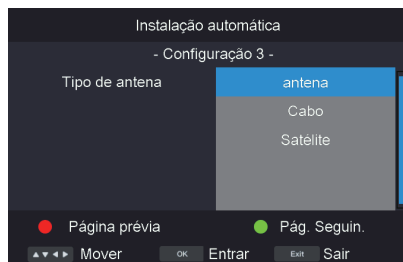 Instalação automática
- Configuração 3 -
Tipo de antena
antena
Cabo
Satélite
Página prévia
Pág. Seguin.
Mover
OK Entrar
Exit Sair